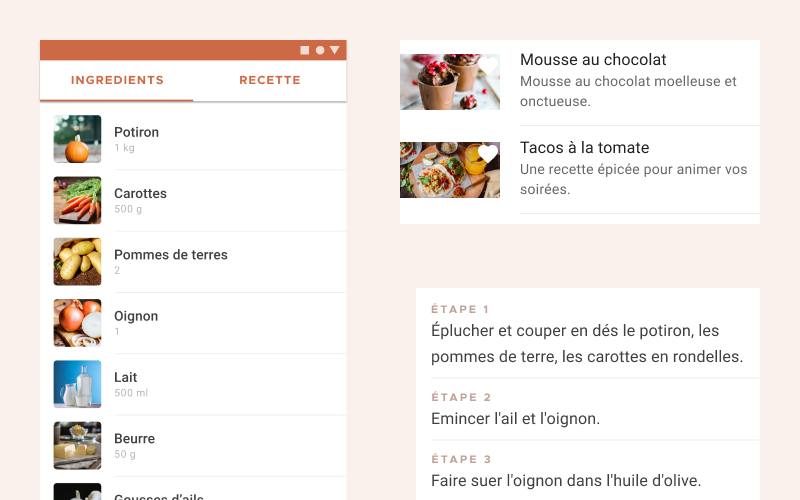 INGREDIENTS
RECETTE
Potiron
1 kg
Carottes
500 g
Pommes de terres
2
Oignon
1
Lait
500 ml
Beurre
50 g
Gousses d'ails
Mousse au chocolat
Mousse au chocolat moelleuse et
onctueuse.
Tacos à la tomate
Une recette épicée pour animer vos
soirées.
ÉTAPE 1
Éplucher et couper en dés le potiron, les
pommes de terre, les carottes en rondelles.
ÉTAPE 2
Emincer l'ail et l'oignon.
ÉTAPE 3
Faire suer l'oignon dans l'huile d'olive.